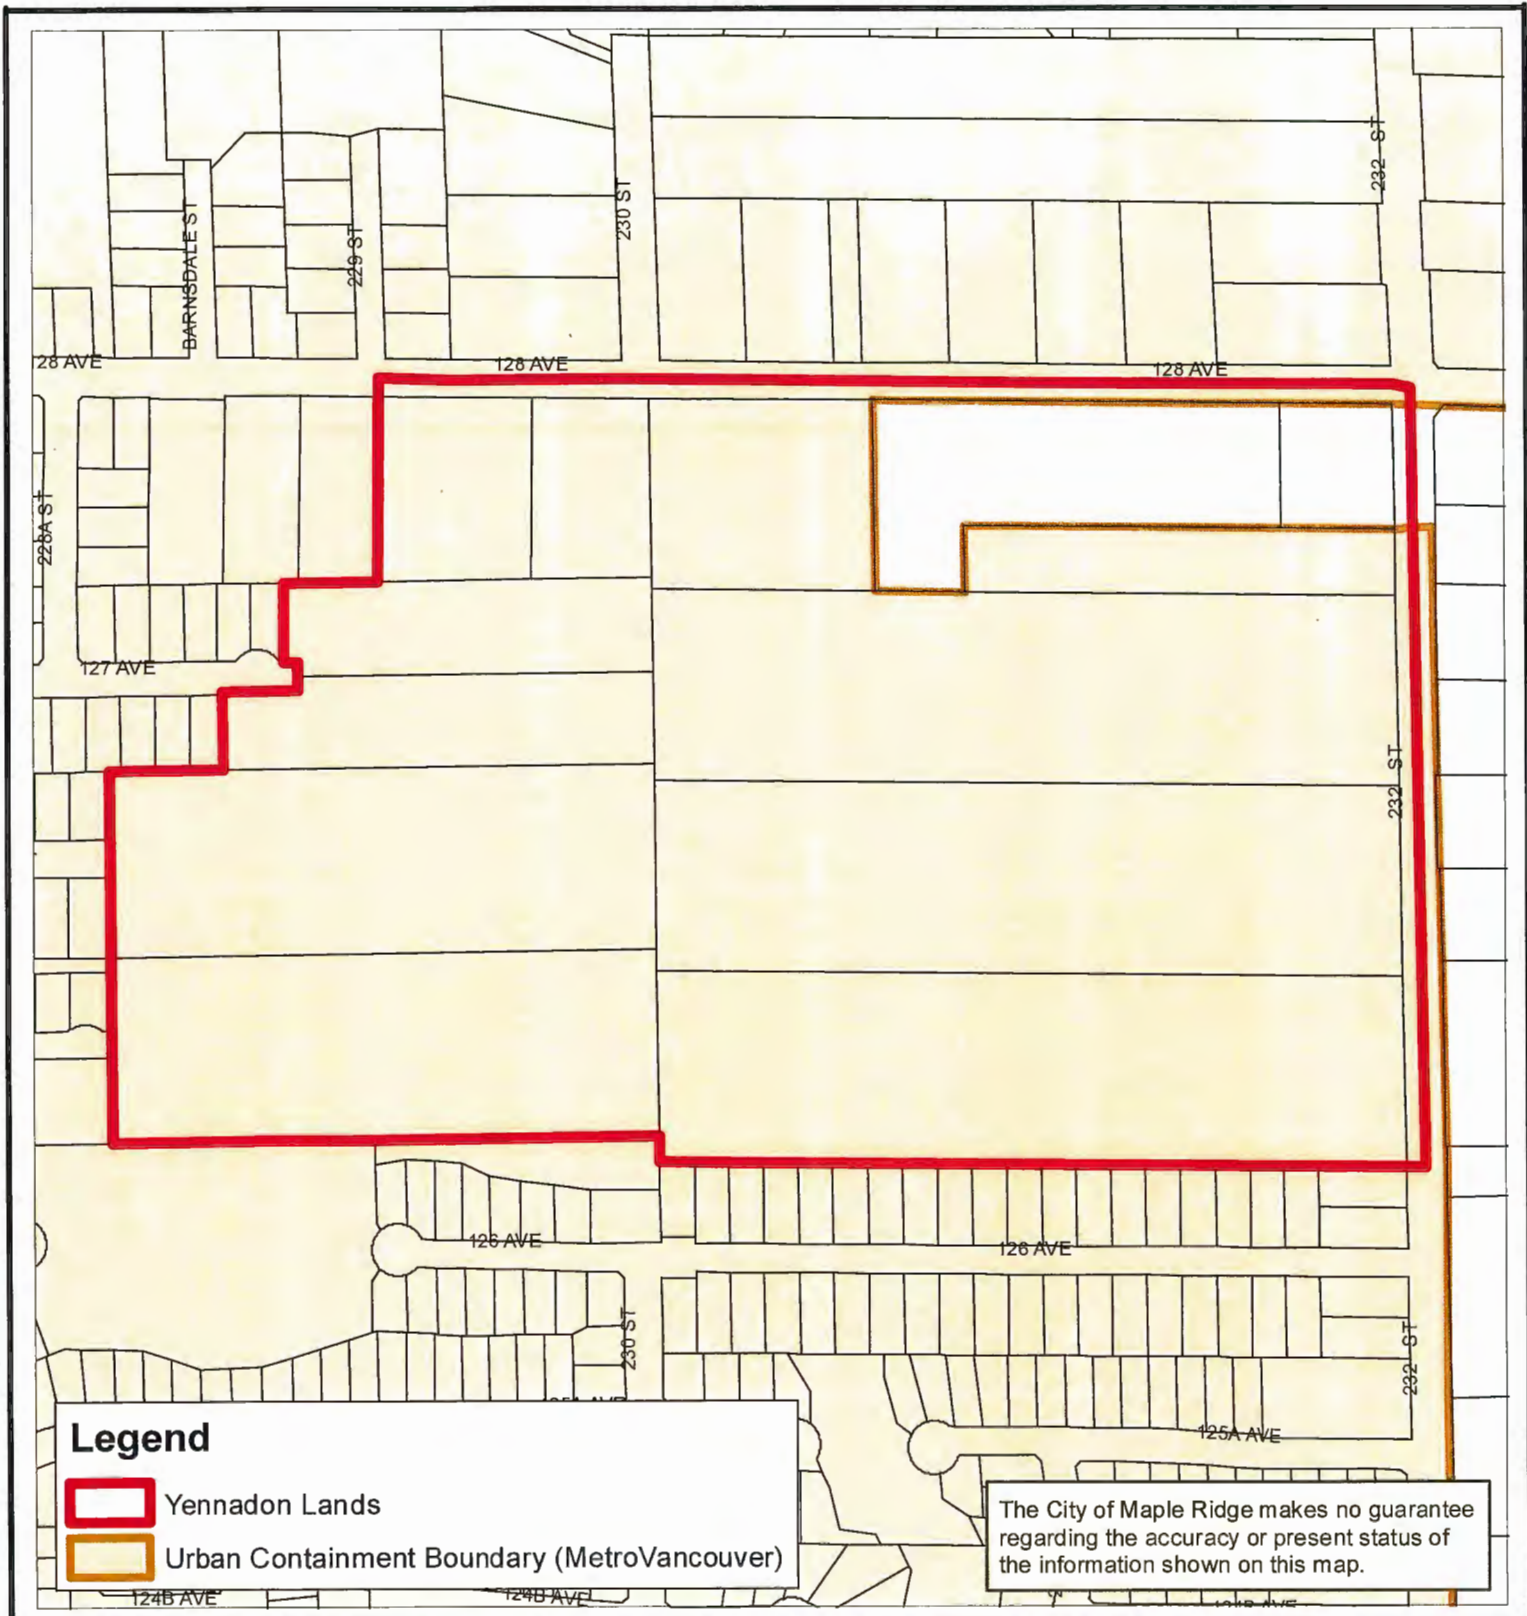 232 ST
230 ST
BARNSDALE ST
229 ST
28 AVE
128 AVE
128 AVE
228A ST
127 AVE
232 ST
126 AVE
126 AVE
230 ST
232 ST
125A AVE
Legend
Yennadon Lands
Urban Containment Boundary (MetroVancouver)
The City of Maple Ridge makes no guarantee
regarding the accuracy or present status of
the information shown on this map.
124B AVE
124B AVE